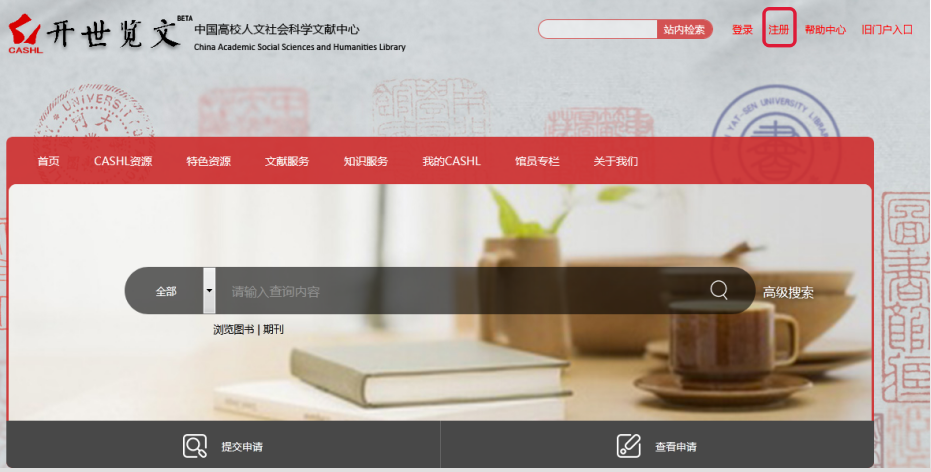 开世览文 BETA 中国高校人文社会科学文献中心 站内检索 登录 注册 帮助中心 旧门户入口
CASHL China Academic Social Sciences and Humanities Library
UNIVERS
YAT-SEN UNIVERSITY LIBRA
首页 CASHL资源 特色资源 文献服务 知识服务 我的CASHL 馆员专栏 关于我们
全部 请输入查询内容 高级搜索
浏览图书 | 期刊
提交申请 查看申请